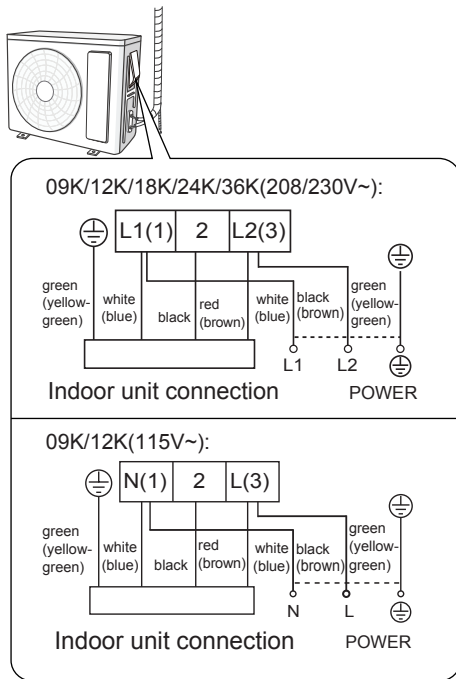 09K/12K/18K/24K/36K(208/230V~):
L1(1) 2 L2(3)
green
(yellow-
green)
white
(blue)
black
red
(brown)
white
(blue)
black
(brown)
green
(yellow-
green)
L1 L2
Indoor unit connection POWER
09K/12K(115V~):
N(1) 2 L(3)
green
(yellow-
green)
white
(blue)
black
red
(brown)
white
(blue)
black
(brown)
green
(yellow-
green)
N L
Indoor unit connection POWER